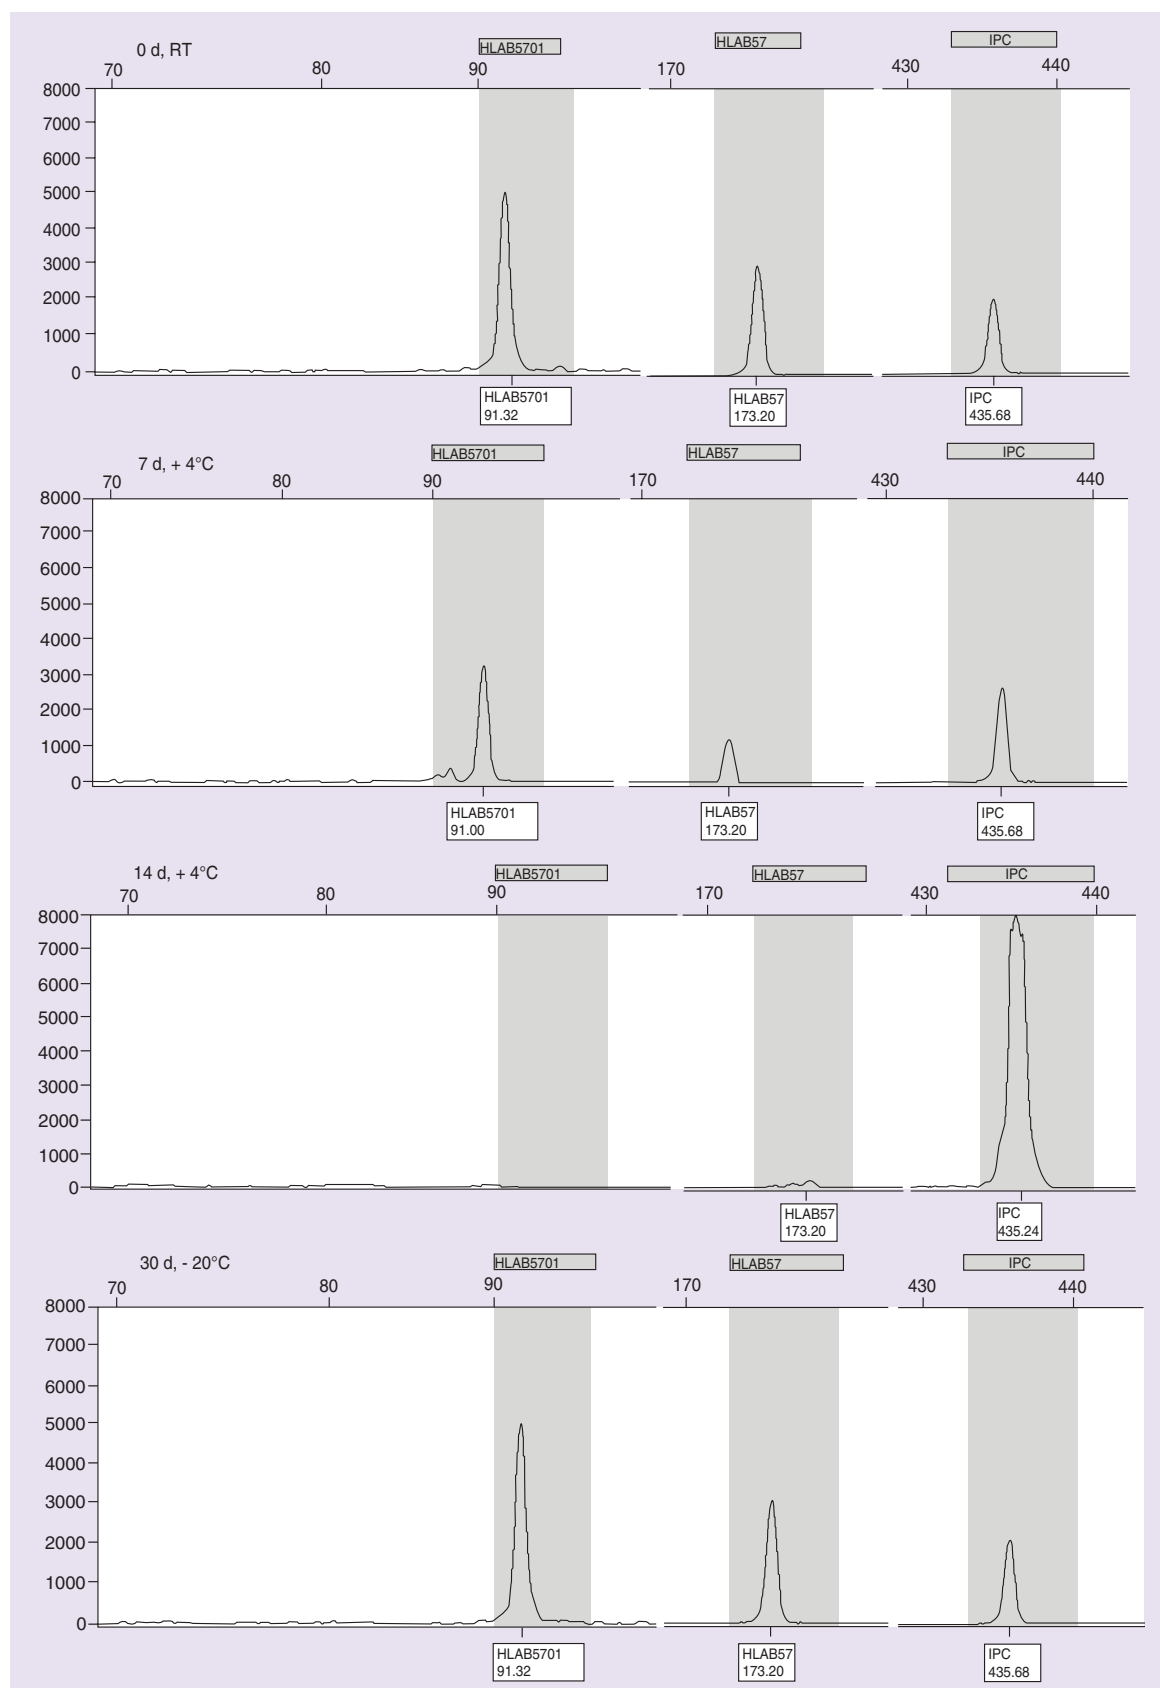 0 d, RT
HLAB5701
HLAB57
IPC
70 80 90 170 430 440
8000
7000
6000
5000
4000
3000
2000
1000
0
HLAB5701
91.32
HLAB57
173.20
IPC
435.68
7 d, + 4°C
HLAB5701
HLAB57
IPC
70 80 90 170 430 440
8000
7000
6000
5000
4000
3000
2000
1000
0
HLAB5701
91.00
HLAB57
173.20
IPC
435.68
14 d, + 4°C
HLAB5701
HLAB57
IPC
70 80 90 170 430 440
8000
7000
6000
5000
4000
3000
2000
1000
0
HLAB57
173.20
IPC
435.24
30 d, - 20°C
HLAB5701
HLAB57
IPC
70 80 90 170 430 440
8000
7000
6000
5000
4000
3000
2000
1000
0
HLAB5701
91.32
HLAB57
173.20
IPC
435.68